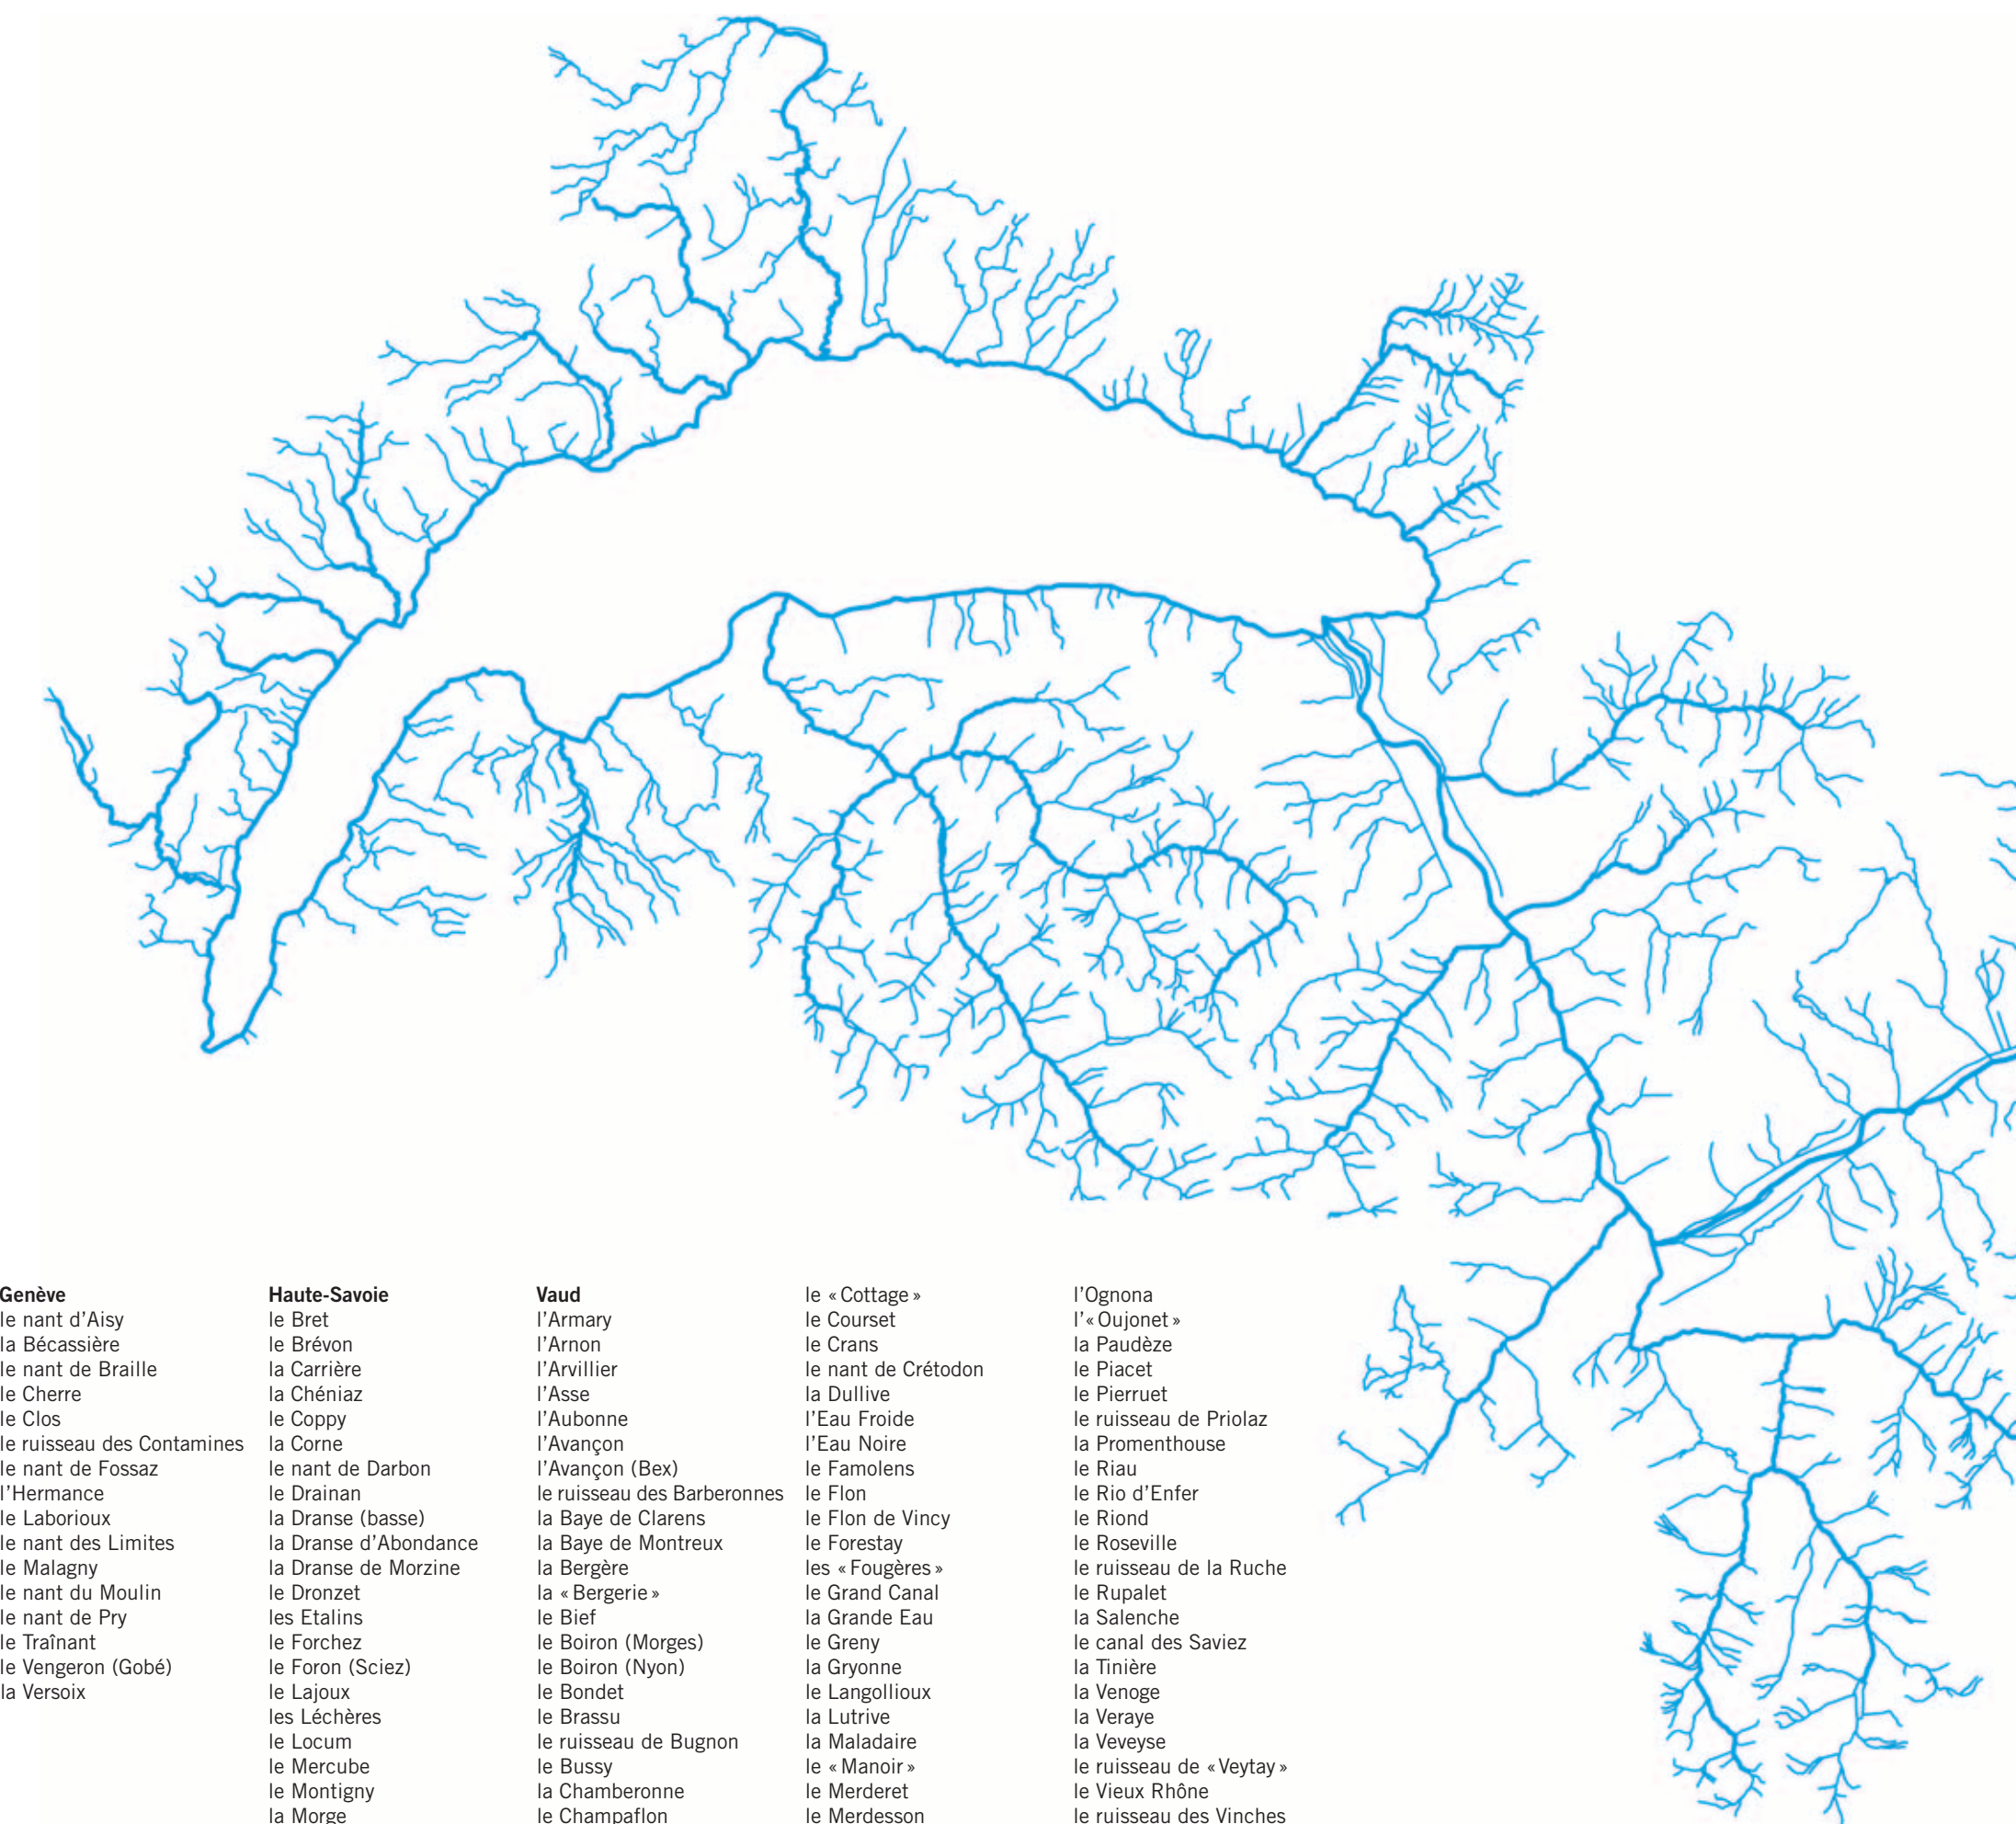 Genève
le nant d’Aisy
la Bécassière
le nant de Braille
le Cherre
le Clos
le ruisseau des Contamines
le nant de Fossaz
l’Hermance
le Laborioux
le nant des Limites
le Malagny
le nant du Moulin
le nant de Pry
le Traînant
le Vengeron (Gobé)
la Versoix
Haute-Savoie
le Bret
le Brévon
la Carrière
la Chéniaz
le Coppy
la Corne
le nant de Darbon
le Drainan
la Dranse (basse)
la Dranse d’Abondance
la Dranse de Morzine
le Dronzet
les Etalins
le Forchez
le Foron (Sciez)
le Lajoux
les Léchères
le Locum
le Mercube
le Montigny
la Morge
Vaud
l’Armary
l’Arnon
l’Arvillier
l’Asse
l’Aubonne
l’Avançon
l’Avançon (Bex)
le ruisseau des Barberonnes
la Baye de Clarens
la Baye de Montreux
la Bergère
la « Bergerie »
le Bief
le Boiron (Morges)
le Boiron (Nyon)
le Bondet
le Brassu
le ruisseau de Bugnon
le Bussy
la Chamberonne
le Champaflon
le « Cottage »
le Courset
le Crans
le nant de Crétodon
la Dullive
l’Eau Froide
l’Eau Noire
le Famolens
le Flon
le Flon de Vincy
le Forestay
les « Fougères »
le Grand Canal
la Grande Eau
le Greny
la Gryonne
le Langollioux
la Lutrive
la Maladaire
le « Manoir »
le Merderet
le Merdesson
l’Ognona
l’« Oujonet »
la Paudèze
le Piacet
le Pierruet
le ruisseau de Priolaz
la Promenthouse
le Riau
le Rio d’Enfer
le Riond
le Roseville
le ruisseau de la Ruche
le Rupalet
la Salenche
le canal des Saviez
la Tinière
la Venoge
la Veraye
la Veveyse
le ruisseau de « Veytay »
le Vieux Rhône
le ruisseau des Vinches